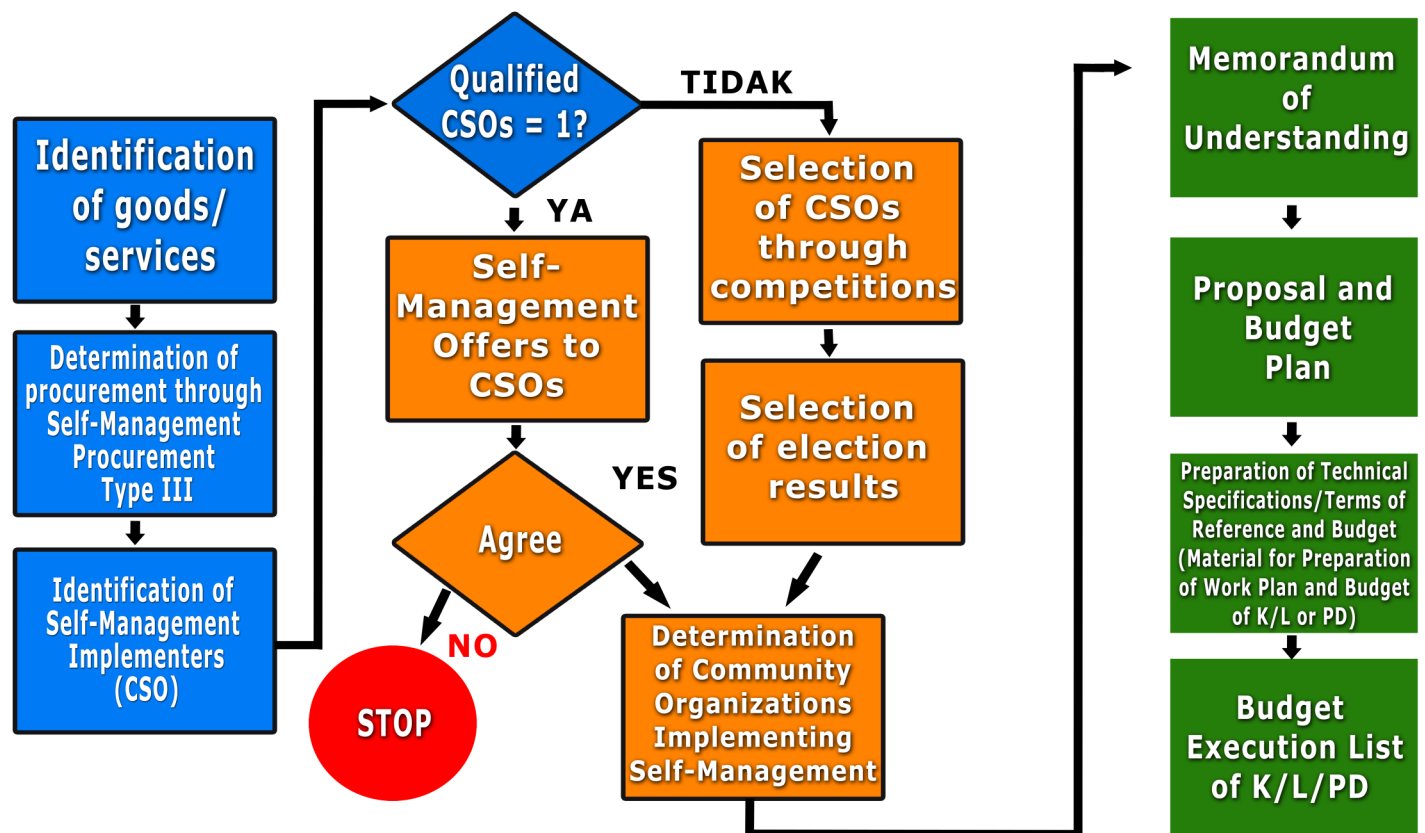 Identification
of goods/
services
Determination of
procurement through
Self-Management
Procurement
Type III
Identification of
Self-Management
Implementers
(CSO)
Qualified
CSOs = 1?
TIDAK
YA
Self-
Management
Offers to
CSOs
Agree
YES
NO
STOP
Selection
of CSOs
through
competitions
Selection
of election
results
Determination
of Community
Organizations
Implementing
Self-Management
Memorandum
of
Understanding
Proposal and
Budget
Plan
Preparation of Technical
Specifications/Terms of
Reference and Budget
(Material for Preparation
of Work Plan and Budget
of K/L or PD)
Budget
Execution List
of K/L/PD